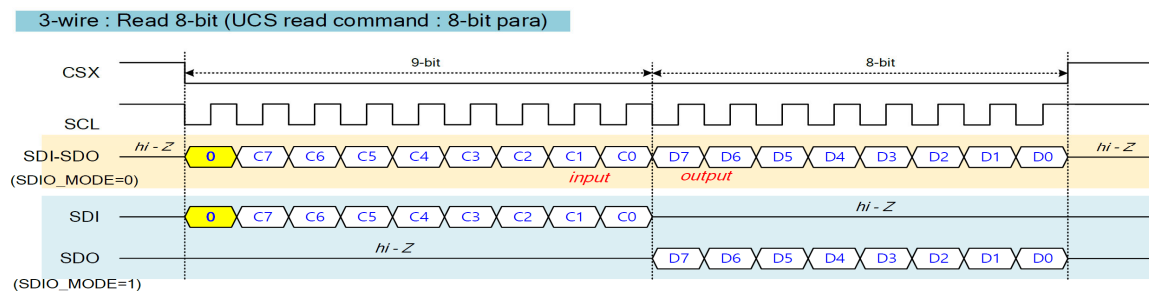 3-wire : Read 8-bit (UCS read command : 8-bit para)
9-bit 8-bit
CSX
SCL
hi - Z hi - Z
SDI-SDO 0 C7 C6 C5 C4 C3 C2 C1 C0 D7 D6 D5 D4 D3 D2 D1 D0
(SDIO_MODE=0) input output
hi - Z
SDI 0 C7 C6 C5 C4 C3 C2 C1 C0
hi - Z
SDO D7 D6 D5 D4 D3 D2 D1 D0
(SDIO_MODE=1)